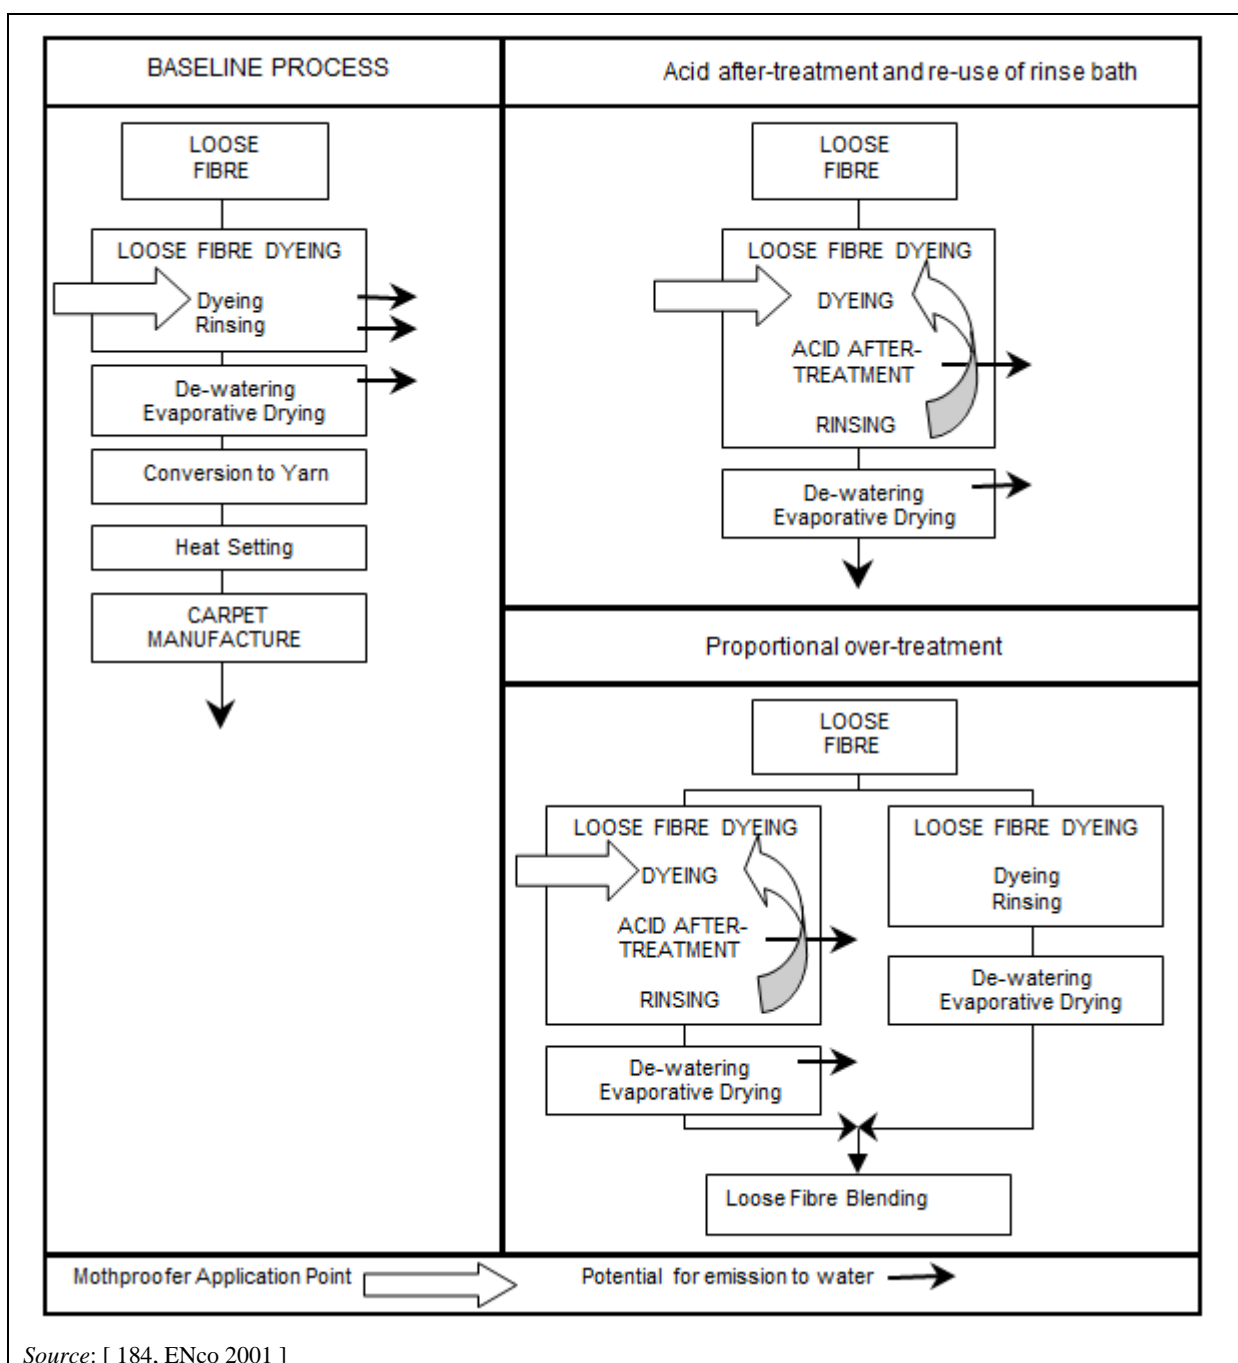 BASELINE PROCESS
LOOSE
FIBRE
LOOSE FIBRE DYEING
Dyeing
Rinsing
De-watering
Evaporative Drying
Conversion to Yarn
Heat Setting
CARPET
MANUFACTURE
Acid after-treatment and re-use of rinse bath
LOOSE
FIBRE
LOOSE FIBRE DYEING
DYEING
ACID AFTER-
TREATMENT
RINSING
De-watering
Evaporative Drying
Proportional over-treatment
LOOSE
FIBRE
LOOSE FIBRE DYEING
DYEING
ACID AFTER-
TREATMENT
RINSING
De-watering
Evaporative Drying
LOOSE FIBRE DYEING
Dyeing
Rinsing
De-watering
Evaporative Drying
Loose Fibre Blending
Mothproofer Application Point
Potential for emission to water
Source: [ 184, ENco 2001 ]